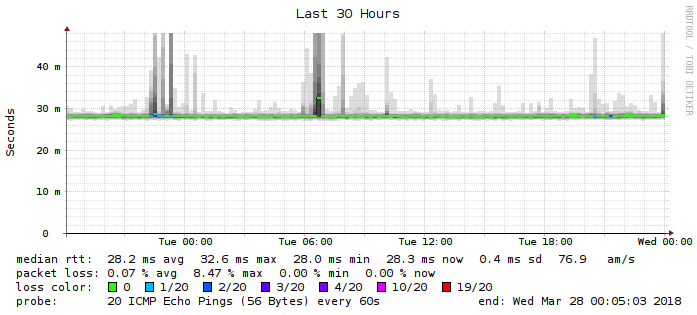 Last 30 Hours
RRDTOOL / TOBI OETIKER
Seconds
40 m
30 m
20 m
10 m
0
Tue 00:00 Tue 06:00 Tue 12:00 Tue 18:00 Wed 00:00
median rtt: 28.2 ms avg 32.6 ms max 28.0 ms min 28.3 ms now 0.4 ms sd 76.9 am/s
packet loss: 0.07 % avg 8.47 % max 0.00 % min 0.00 % now
loss color: 0 1/20 2/20 3/20 4/20 10/20 19/20
probe: 20 ICMP Echo Pings (56 Bytes) every 60s end: Wed Mar 28 00:05:03 2018